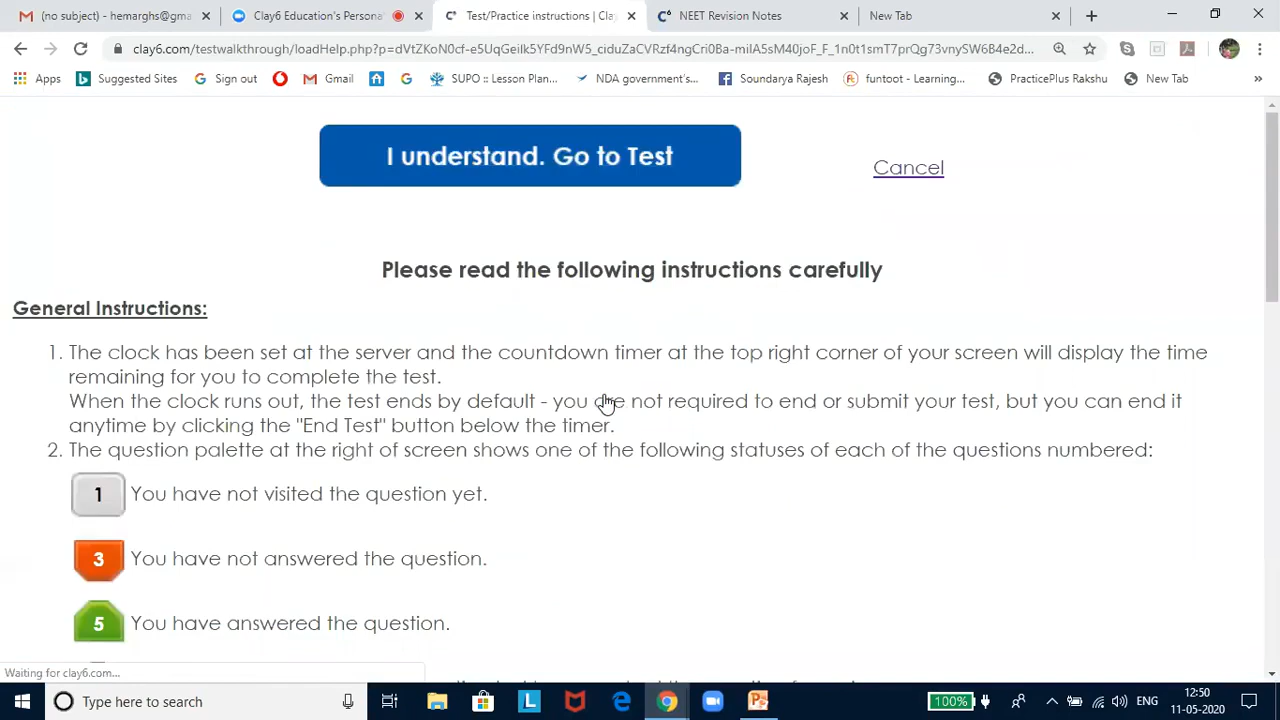 (no subject) - hemarghs@gma
Clay6 Education's Persona
Test/Practice instructions | Clay
NEET Revision Notes
New Tab
clay6.com/testwalkthrough/loadHelp.php?p=
Apps
Suggested Sites
Sign out
Gmail
SUPO :: Lesson Plan...
NDA government's...
Soundarya Rajesh
funtoot - Learning...
PracticePlus Rakshu
New Tab
»
I understand. Go to Test
Cancel
Please read the following instructions carefully
General Instructions:
1. The clock has been set at the server and the countdown timer at the top right corner of your screen will display the time
remaining for you to complete the test.
When the clock runs out, the test ends by default - you are not required to end or submit your test, but you can end it
anytime by clicking the "End Test" button below the timer.
2. The question palette at the right of screen shows one of the following statuses of each of the questions numbered:
1 You have not visited the question yet.
3 You have not answered the question.
5 You have answered the question.
Waiting for clay6.com...
Type here to search
100%
ENG
12:50
11-05-2020